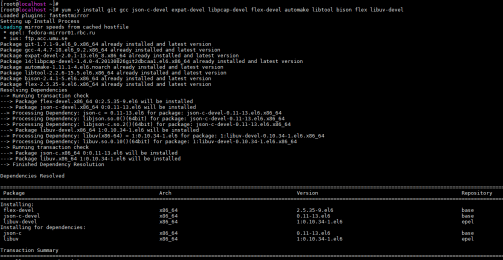 [root@localhost ~]#
[root@localhost ~]# yum -y install git gcc json-c-devel expat-devel libpcap-devel flex-devel automake libtool bison flex libuv-devel
Loaded plugins: fastestmirror
Setting up Install Process
Loading mirror speeds from cached hostfile
* epel: fedora-mirror01.rbc.ru
* ius: ftp.acc.umu.se
Package git-1.7.1-9.el6_9.x86_64 already installed and latest version
Package gcc-4.4.7-18.el6_9.2.x86_64 already installed and latest version
Package expat-devel-2.0.1-13.el6_8.x86_64 already installed and latest version
Package 14:libpcap-devel-1.4.0-4.20130826git2dbcaa1.el6.x86_64 already installed and latest version
Package automake-1.11.1-4.el6.noarch already installed and latest version
Package libtool-2.2.6-15.5.el6.x86_64 already installed and latest version
Package bison-2.4.1-5.el6.x86_64 already installed and latest version
Package flex-2.5.35-9.el6.x86_64 already installed and latest version
Resolving Dependencies
--> Running transaction check
---> Package flex-devel.x86_64 0:2.5.35-9.el6 will be installed
---> Package json-c-devel.x86_64 0:0.11-13.el6 will be installed
--> Processing Dependency: json-c = 0.11-13.el6 for package: json-c-devel-0.11-13.el6.x86_64
--> Processing Dependency: libjson.so.0()(64bit) for package: json-c-devel-0.11-13.el6.x86_64
--> Processing Dependency: libjson-c.so.2()(64bit) for package: json-c-devel-0.11-13.el6.x86_64
---> Package libuv-devel.x86_64 1:0.10.34-1.el6 will be installed
--> Processing Dependency: libuv(x86-64) = 1:0.10.34-1.el6 for package: 1:libuv-devel-0.10.34-1.el6.x86_64
--> Processing Dependency: libuv.so.0.10()(64bit) for package: 1:libuv-devel-0.10.34-1.el6.x86_64
--> Running transaction check
---> Package json-c.x86_64 0:0.11-13.el6 will be installed
---> Package libuv.x86_64 1:0.10.34-1.el6 will be installed
--> Finished Dependency Resolution
Dependencies Resolved
Package Arch Version Repository
Installing:
flex-devel x86_64 2.5.35-9.el6 base
json-c-devel x86_64 0.11-13.el6 base
libuv-devel x86_64 1:0.10.34-1.el6 epel
Installing for dependencies:
json-c x86_64 0.11-13.el6 base
libuv x86_64 1:0.10.34-1.el6 epel
Transaction Summary